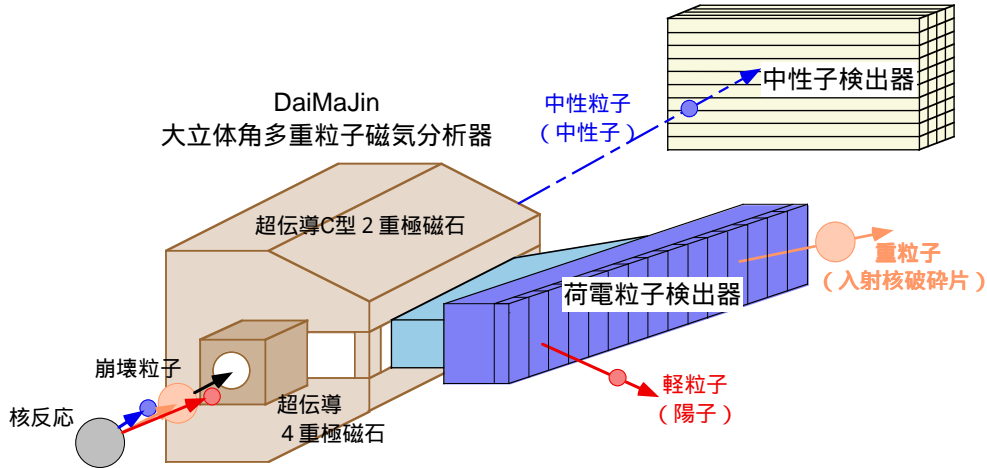 DaiMaJin
大立体角多重粒子磁気分析器
中性粒子
（中性子）
中性子検出器
超伝導C型２重極磁石
重粒子
（入射核破砕片）
荷電粒子検出器
崩壊粒子
軽粒子
（陽子）
超伝導
４重極磁石
核反応